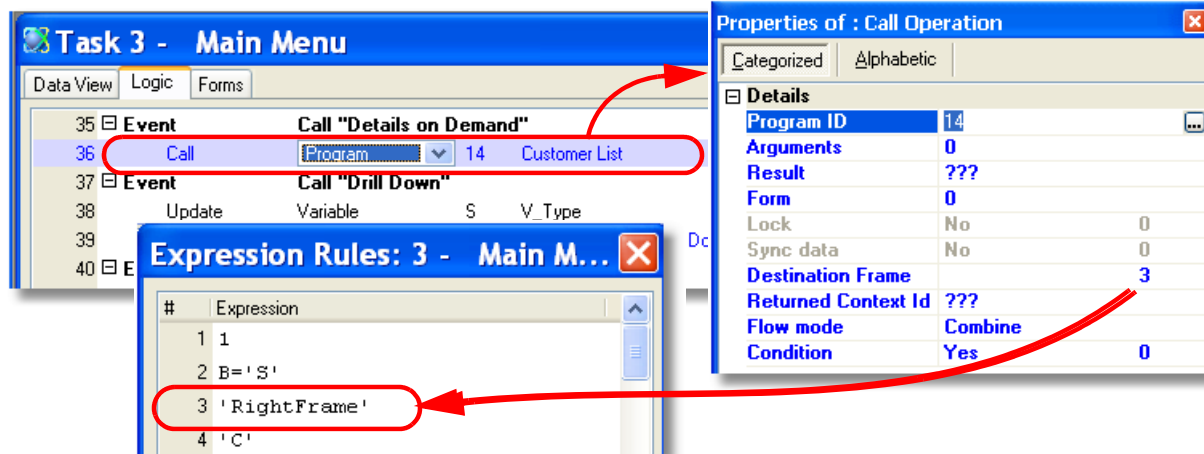 Task 3 - Main Menu
Data View Logic Forms
35 Event Call "Details on Demand"
36 Call Program 14 Customer List
37 Event Call "Drill Down"
38 Update Variable S V_Type
39
40
Properties of : Call Operation
Categorized Alphabetic
Details
Program ID 14 ...
Arguments 0
Result ???
Form 0
Lock No 0
Sync data No 0
Destination Frame 3
Returned Context Id ???
Flow mode Combine
Condition Yes 0
Expression Rules: 3 - Main M...
# Expression
1 1
2 B='S'
3 'RightFrame'
4 'C'